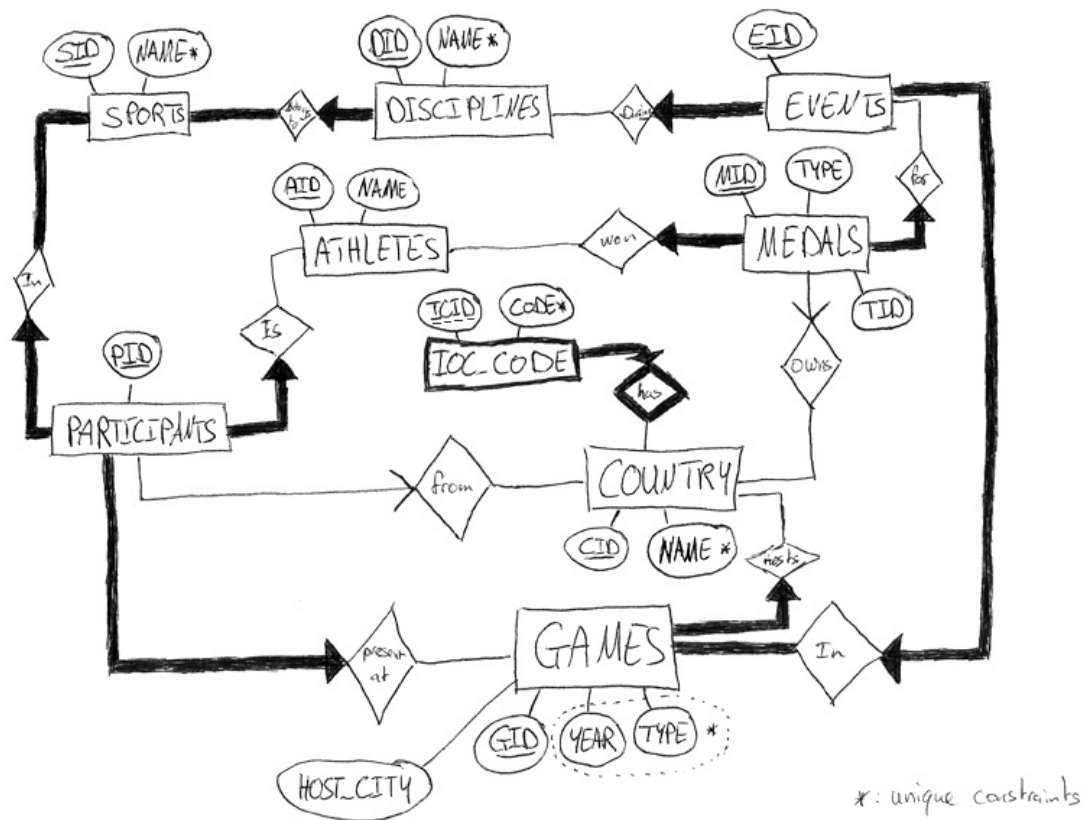 SID NAME*
DID NAME*
EID
SPORTS
DISCIPLINES
EVENTS
AID NAME
MID TYPE
for
ATHLETES
won
MEDALS
In
ICID CODE*
TID
Is
IOC_CODE
PID
has
owns
PARTICIPANTS
from
COUNTRY
CID NAME *
Hosts
GAMES
present
at
In
GID YEAR TYPE *
HOST_CITY
*: unique constraints